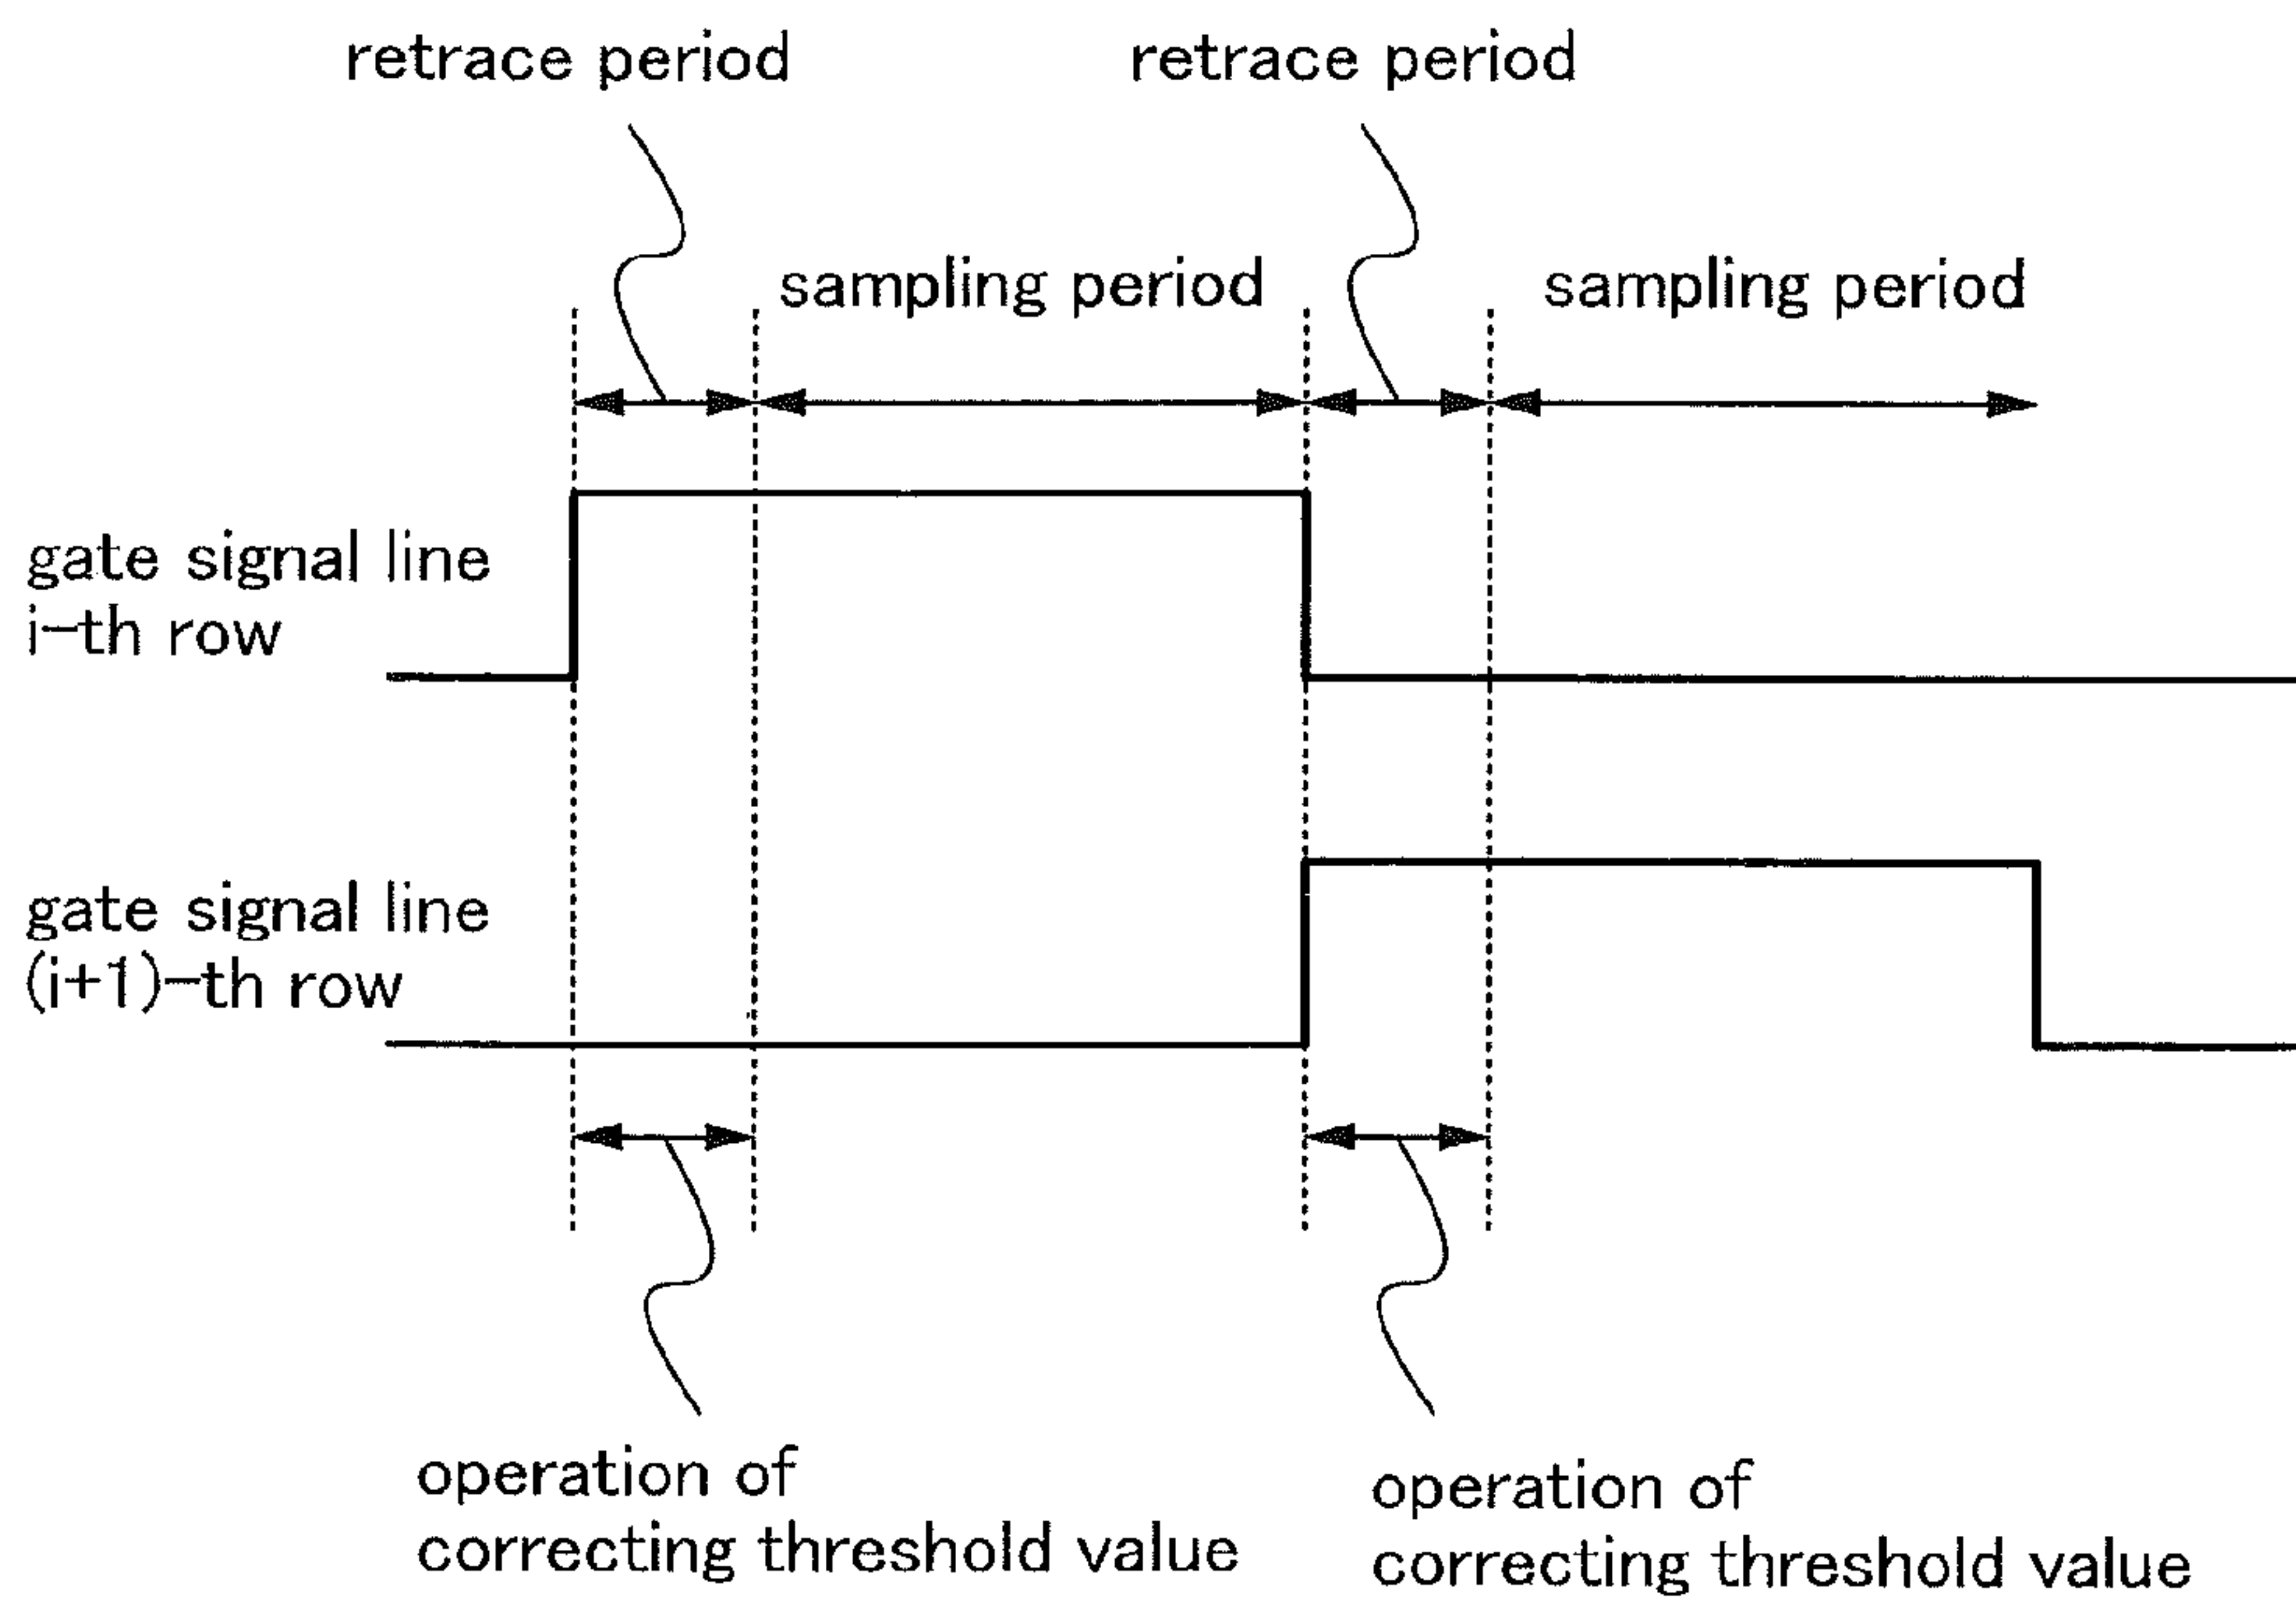 retrace period
retrace period
sampling period
sampling period
gate signal line
i-th row
gate signal line
(i+1)-th row
operation of
correcting threshold value
operation of
correcting threshold value